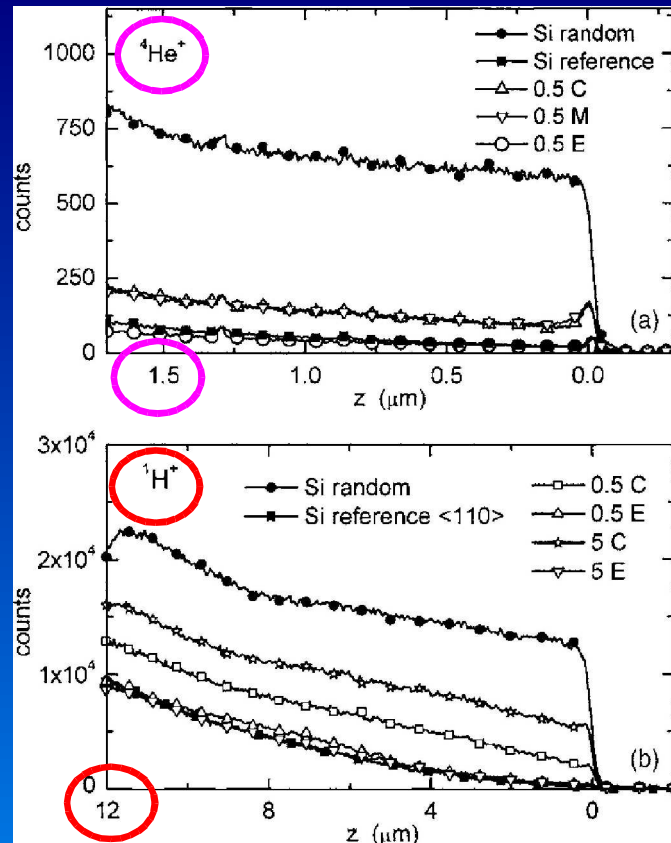 1000
750
500
250
0
counts
⁴He⁺
Si random
Si reference
0.5 C
0.5 M
0.5 E
(a)
1.5
1.0
0.5
0.0
z (μm)
3x10⁴
2x10⁴
1x10⁴
0
counts
¹H⁺
Si random
Si reference <110>
0.5 C
0.5 E
5 C
5 E
(b)
12
8
4
0
z (μm)